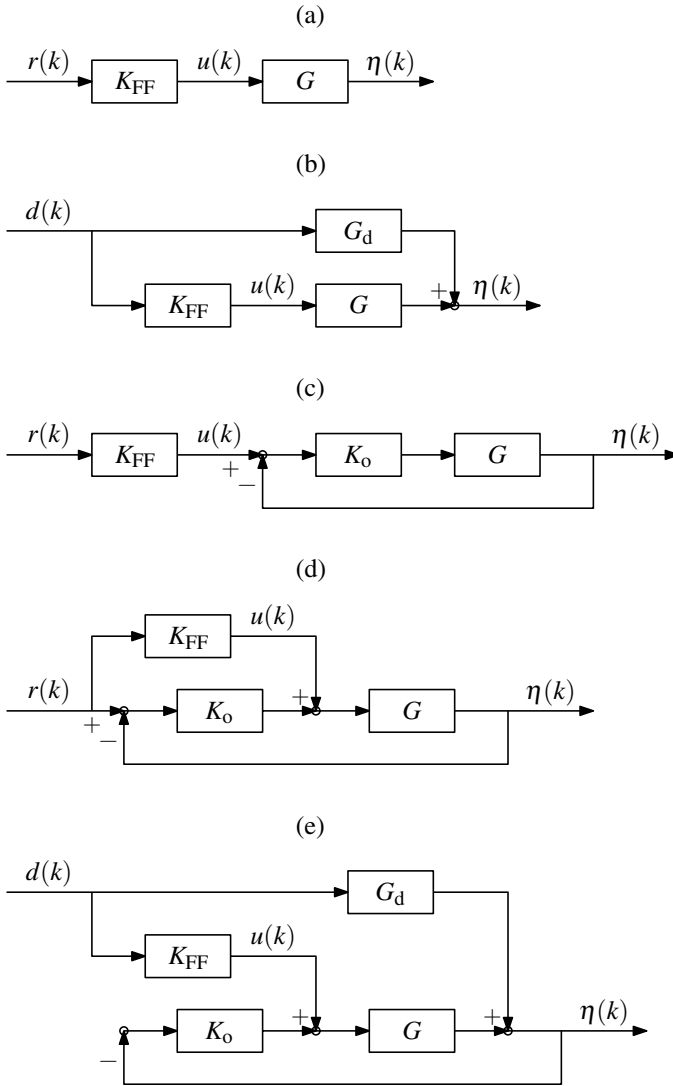 (a)
r(k) K_FF u(k) G η(k)
(b)
d(k) G_d
K_FF u(k) G + η(k)
(c)
r(k) K_FF u(k) + − K_o G η(k)
(d)
K_FF u(k)
r(k) + − K_o + G η(k)
(e)
d(k) G_d
K_FF u(k)
− K_o + G + η(k)